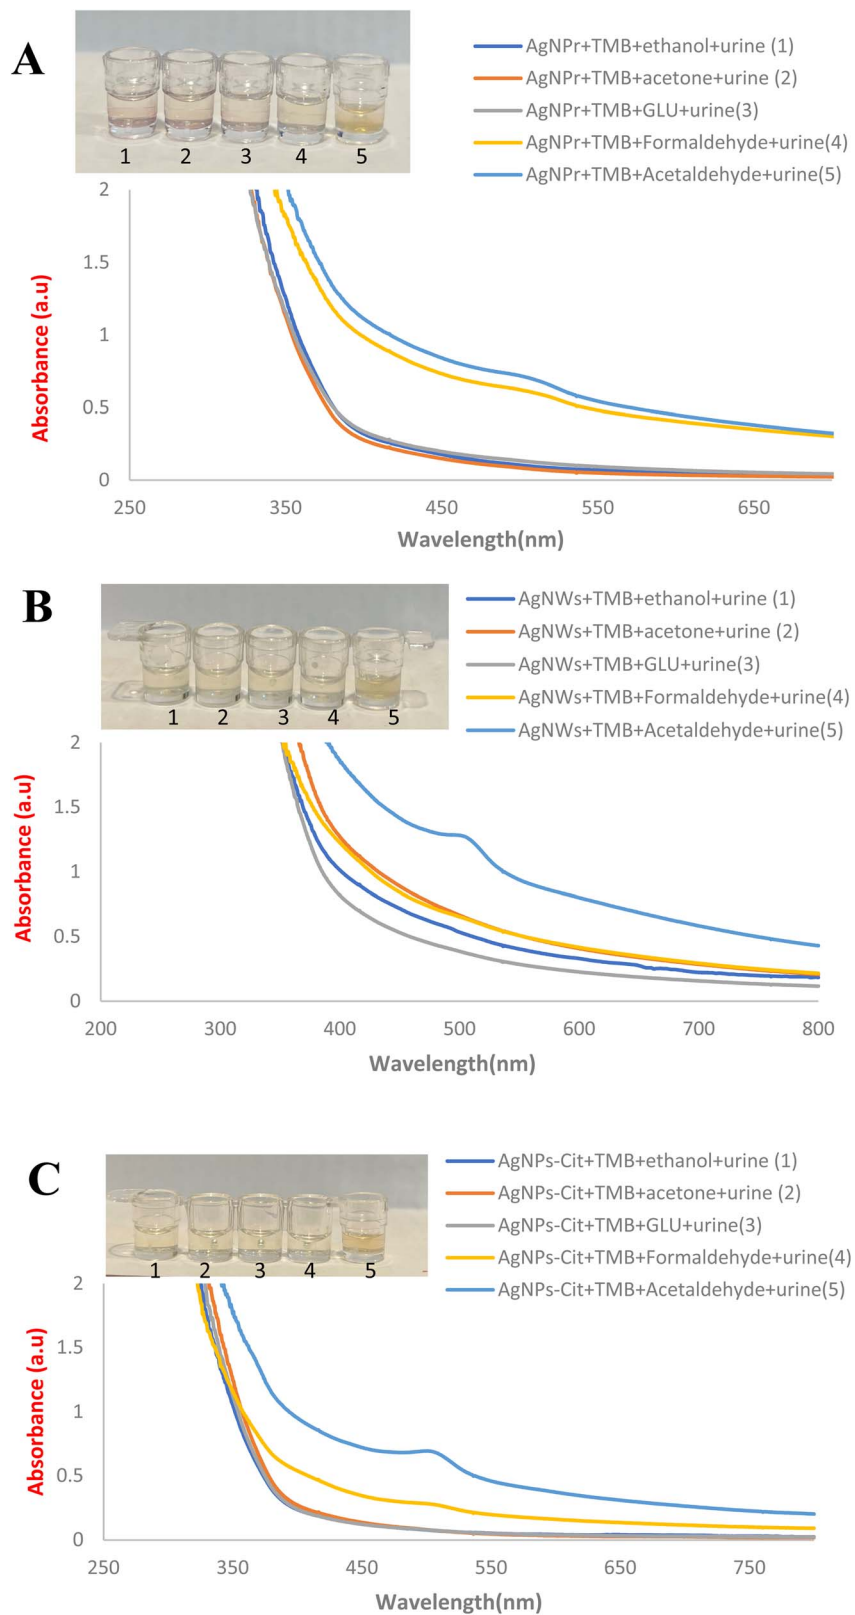 A
1 2 3 4 5
AgNPr+TMB+ethanol+urine (1)
AgNPr+TMB+acetone+urine (2)
AgNPr+TMB+GLU+urine(3)
AgNPr+TMB+Formaldehyde+urine(4)
AgNPr+TMB+Acetaldehyde+urine(5)
Absorbance (a.u)
2
1.5
1
0.5
0
250 350 450 550 650
Wavelength(nm)
B
1 2 3 4 5
AgNWs+TMB+ethanol+urine (1)
AgNWs+TMB+acetone+urine (2)
AgNWs+TMB+GLU+urine(3)
AgNWs+TMB+Formaldehyde+urine(4)
AgNWs+TMB+Acetaldehyde+urine(5)
Absorbance (a.u)
2
1.5
1
0.5
0
200 300 400 500 600 700 800
Wavelength(nm)
C
1 2 3 4 5
AgNPs-Cit+TMB+ethanol+urine (1)
AgNPs-Cit+TMB+acetone+urine (2)
AgNPs-Cit+TMB+GLU+urine(3)
AgNPs-Cit+TMB+Formaldehyde+urine(4)
AgNPs-Cit+TMB+Acetaldehyde+urine(5)
Absorbance (a.u)
2
1.5
1
0.5
0
250 350 450 550 650 750
Wavelength(nm)